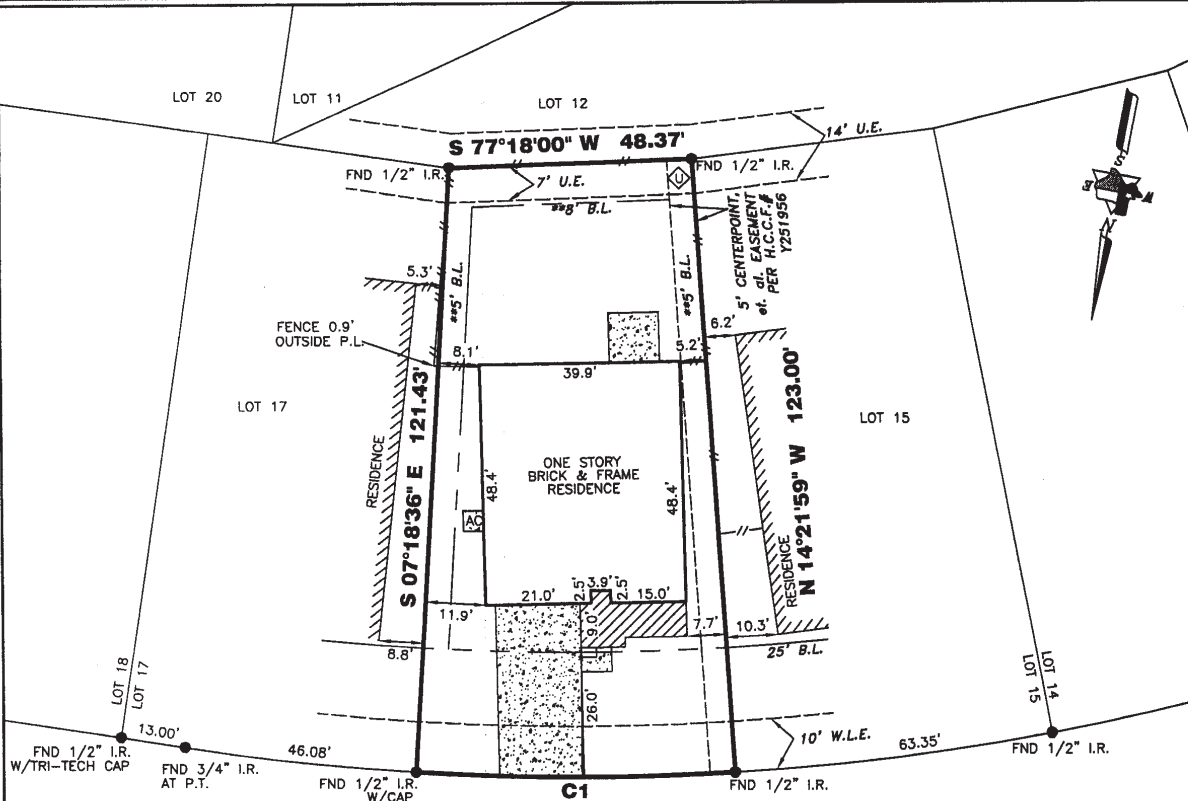 LOT 20
LOT 11
LOT 12
14' U.E.
S 77°18'00" W 48.37'
FND 1/2" I.R.
FND 1/2" I.R.
U
7' U.E.
**8' B.L.
5' CENTERPOINT,
et. al. EASEMENT
PER H.C.C.F.#
Y251956
S
E
W
N
5.3'
**5' B.L.
**5' B.L.
6.2'
FENCE 0.9'
OUTSIDE P.L.
8.1'
5.2'
39.9'
LOT 17
LOT 15
S 07°18'36" E 121.43'
N 14°21'59" W 123.00'
RESIDENCE
ONE STORY
BRICK & FRAME
RESIDENCE
48.4'
48.4'
AC
RESIDENCE
21.0'
2.5'
3.9'
2.5'
15.0'
11.9'
9.0'
7.7'
10.3'
8.8'
25' B.L.
LOT 18
LOT 17
LOT 14
LOT 15
26.0'
13.00'
46.08'
10' W.L.E.
63.35'
FND 1/2" I.R.
W/TRI-TECH CAP
FND 3/4" I.R.
AT P.T.
FND 1/2" I.R.
W/CAP
C1
FND 1/2" I.R.
FND 1/2" I.R.